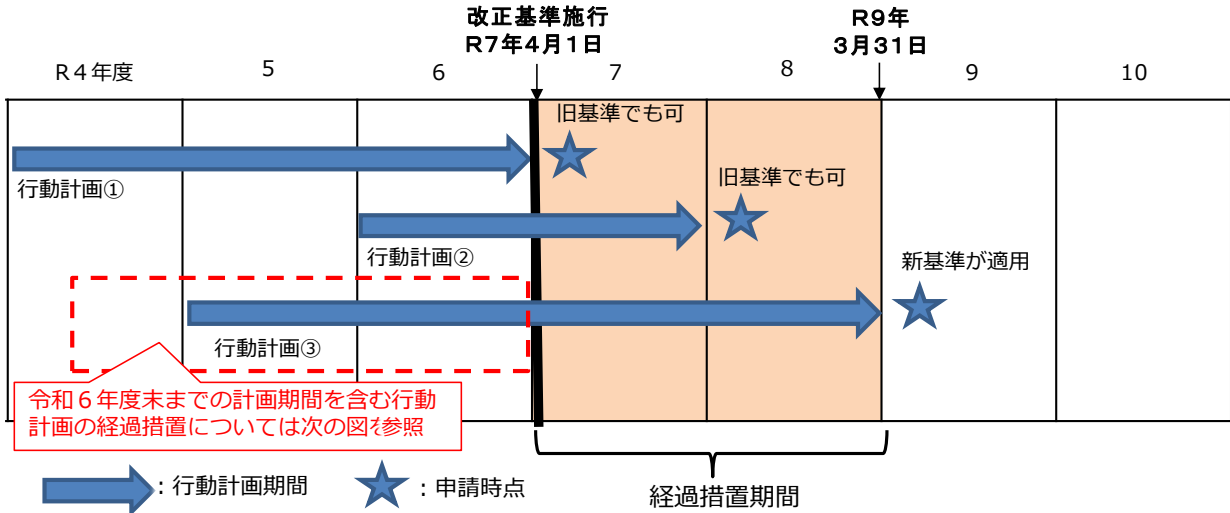 改正基準施行
R7年4月1日
R9年
3月31日
R4年度
5
6
7
8
9
10
旧基準でも可
行動計画①
旧基準でも可
行動計画②
新基準が適用
行動計画③
令和6年度末までの計画期間を含む行動
計画の経過措置については次の図を参照
：行動計画期間
：申請時点
経過措置期間